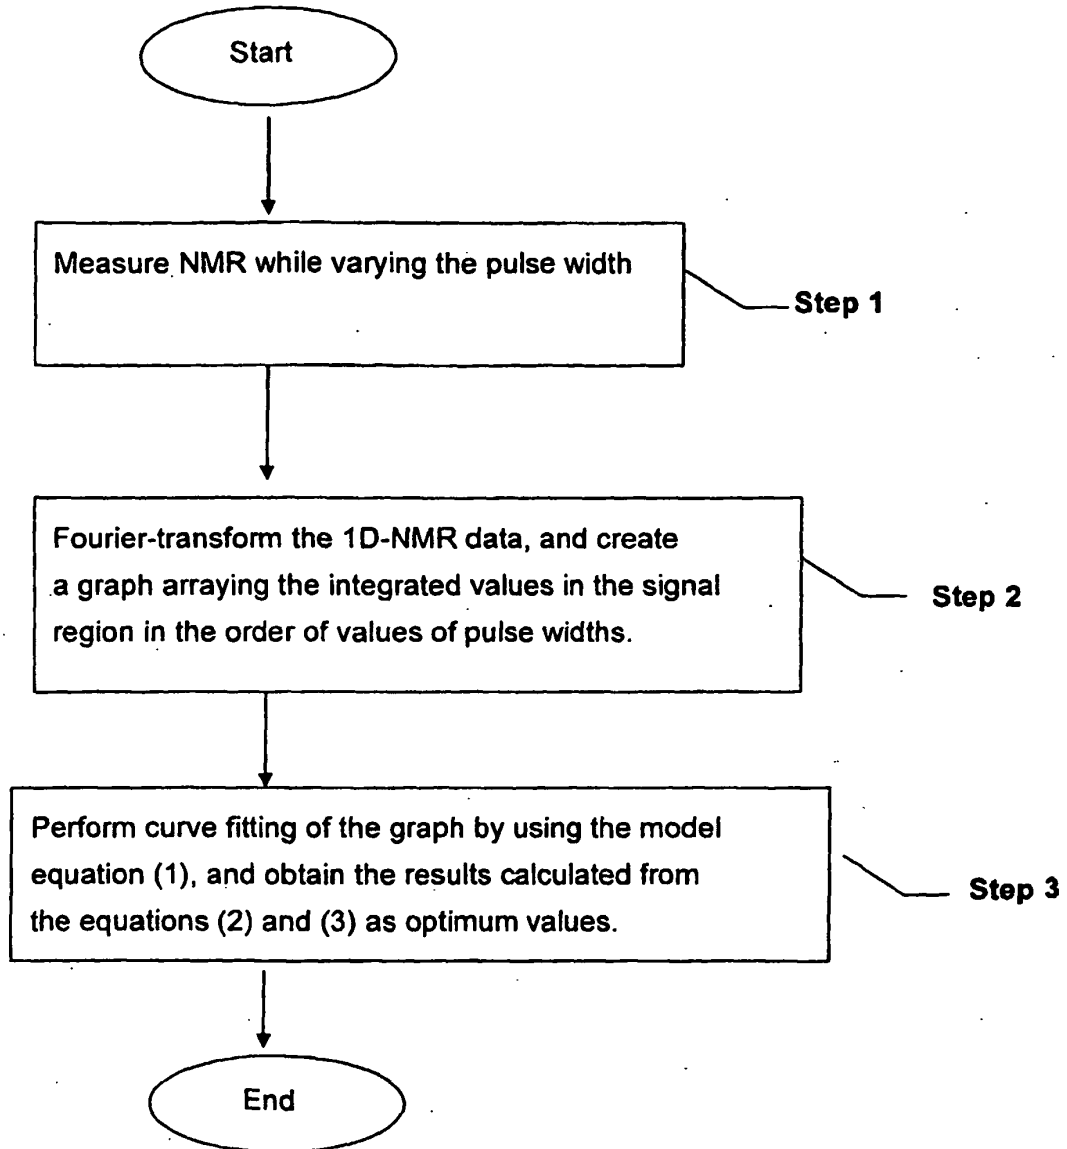 Start
Measure NMR while varying the pulse width
Step 1
Fourier-transform the 1D-NMR data, and create
a graph arraying the integrated values in the signal
region in the order of values of pulse widths.
Step 2
Perform curve fitting of the graph by using the model
equation (1), and obtain the results calculated from
the equations (2) and (3) as optimum values.
Step 3
End